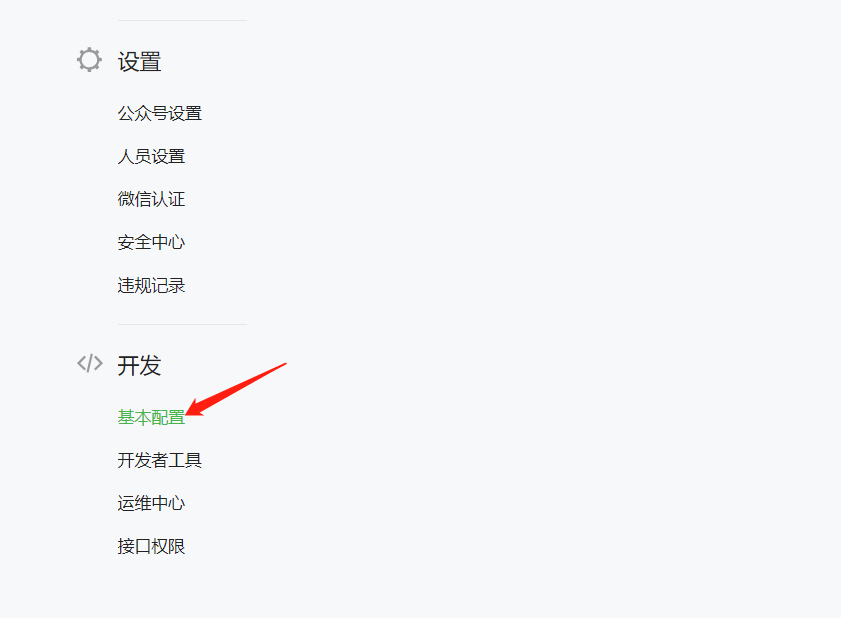 设置
公众号设置
人员设置
微信认证
安全中心
违规记录
开发
基本配置
开发者工具
运维中心
接口权限